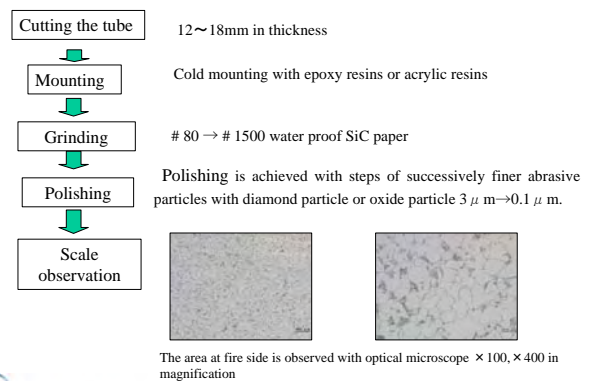 Cutting the tube
12～18mm in thickness
Mounting
Cold mounting with epoxy resins or acrylic resins
Grinding
# 80 → # 1500 water proof SiC paper
Polishing
Polishing is achieved with steps of successively finer abrasive
particles with diamond particle or oxide particle 3 μ m→0.1 μ m.
Scale
observation
The area at fire side is observed with optical microscope ×100, ×400 in
magnification